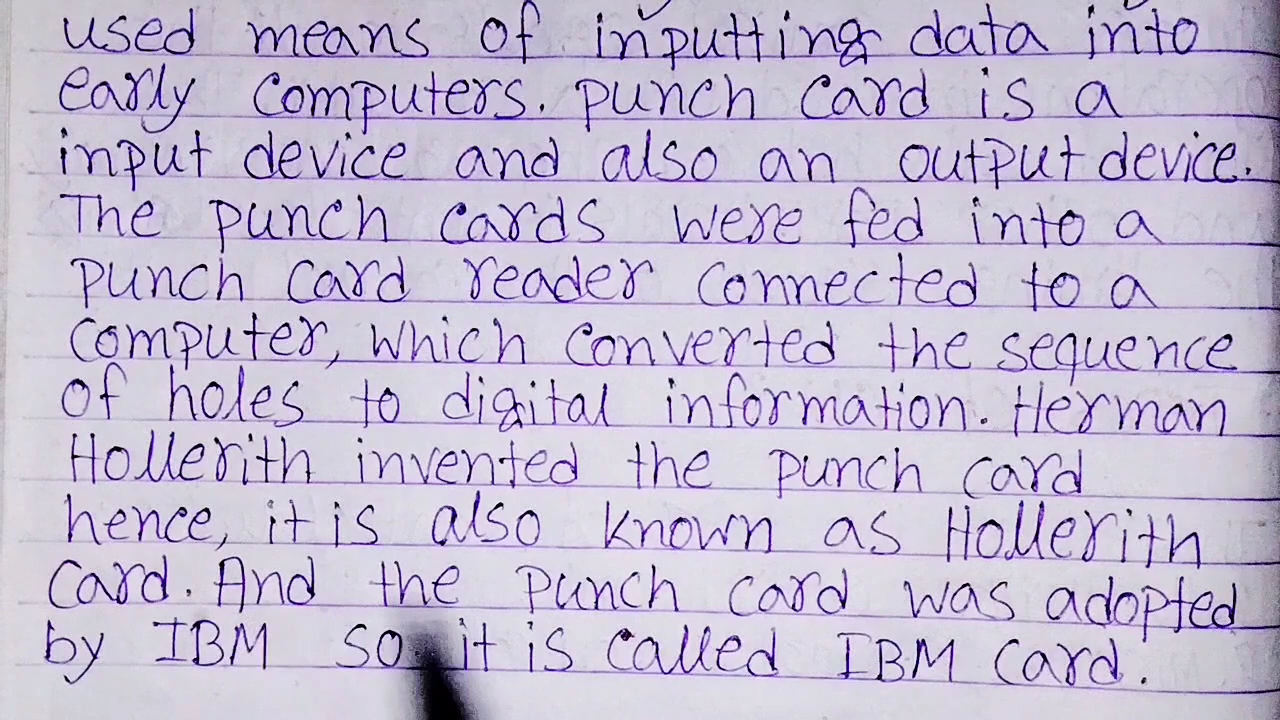 used means of inputting data into
early computers. punch card is a
input device and also an output device.
The punch cards were fed into a
punch card reader connected to a
computer, which converted the sequence
of holes to digital information. Herman
Hollerith invented the punch card
hence, it is also known as Hollerith
card. And the punch card was adopted
by IBM so it is called IBM card.